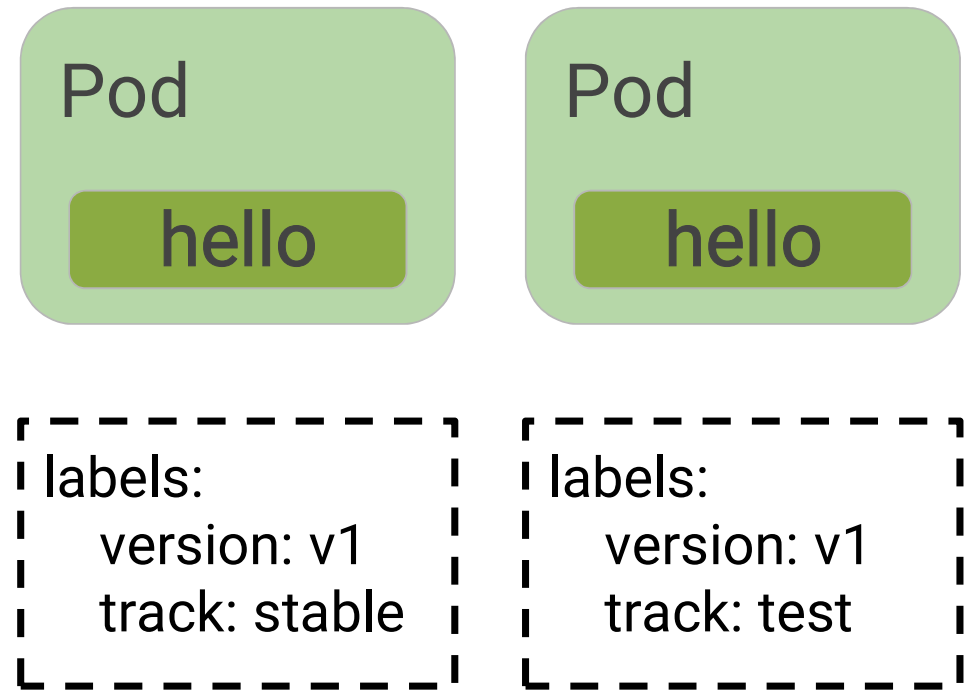 Pod
hello
Pod
hello
labels:
version: v1
track: stable
labels:
version: v1
track: test